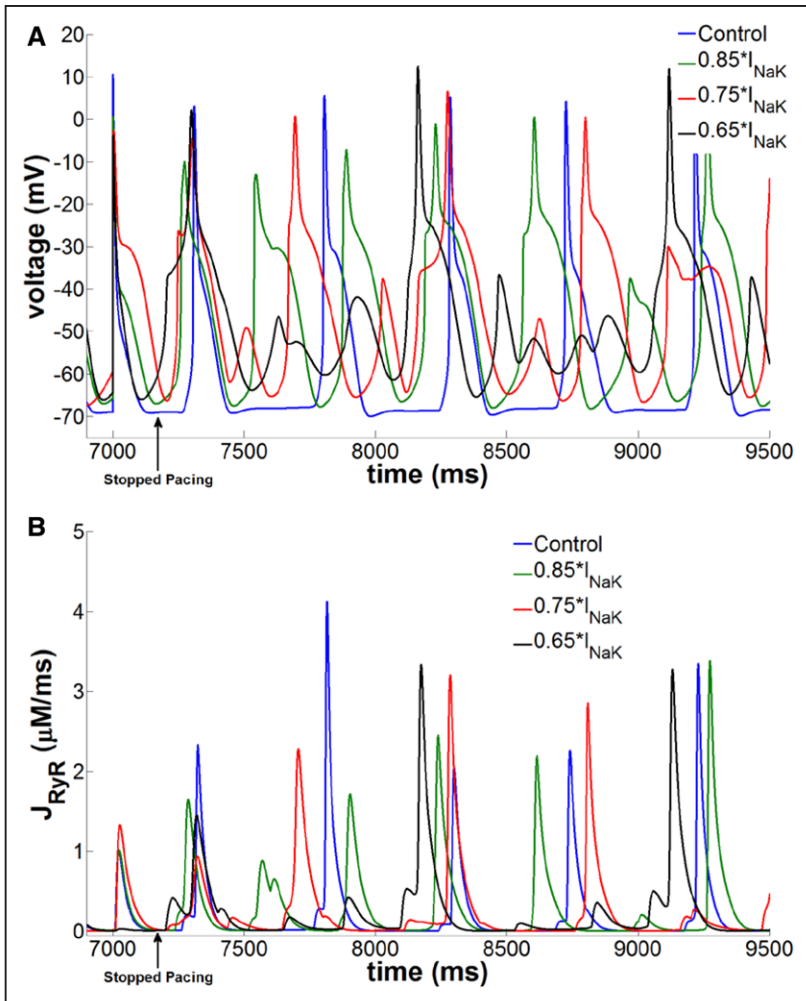 A
20
10
0
-10
-20
-30
-40
-50
-60
-70
voltage (mV)
Control
0.85*I_NaK
0.75*I_NaK
0.65*I_NaK
7000 7500 8000 8500 9000 9500
time (ms)
Stopped Pacing
B
5
4
3
2
1
0
J_RyR (μM/ms)
Control
0.85*I_NaK
0.75*I_NaK
0.65*I_NaK
7000 7500 8000 8500 9000 9500
time (ms)
Stopped Pacing